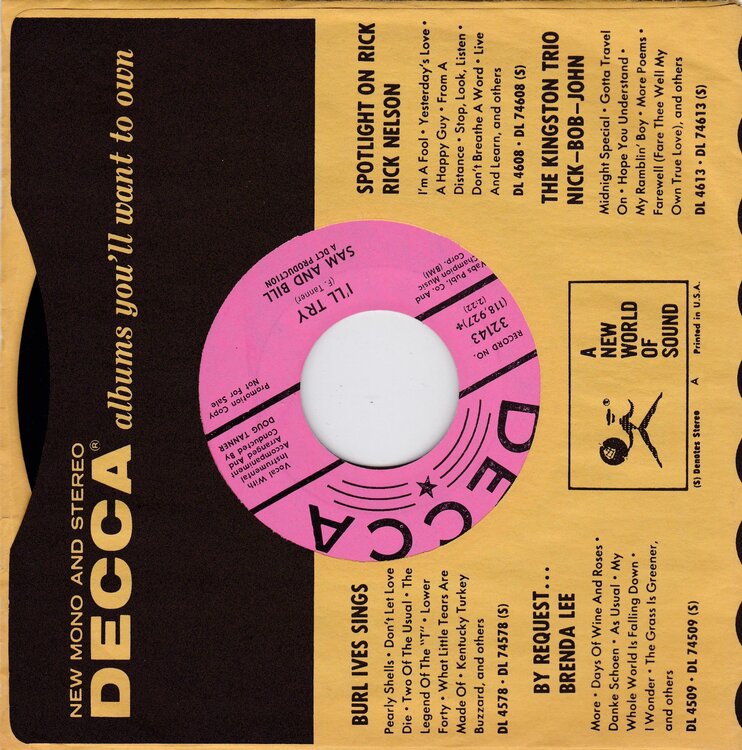 NEW MONO AND STEREO
DECCA® albums you'll want to own
BURL IVES SINGS
Pearly Shells • Don't Let Love
Die • Two Of The Usual • The
Legend Of The "T" • Lower
Forty • What Little Tears Are
Made Of • Kentucky Turkey
Buzzard, and others
DL 4578 • DL 74578 (S)
BY REQUEST...
BRENDA LEE
More • Days Of Wine And Roses •
Danke Schoen • As Usual • My
Whole World Is Falling Down •
I Wonder • The Grass Is Greener,
and others
DL 4509 • DL 74509 (S)
SPOTLIGHT ON RICK
RICK NELSON
I'm A Fool • Yesterday's Love •
A Happy Guy • From A
Distance • Stop, Look, Listen •
Don't Breathe A Word • Live
And Learn, and others
DL 4608 • DL 74608 (S)
THE KINGSTON TRIO
NICK–BOB–JOHN
Midnight Special • Gotta Travel
On • Hope You Understand •
My Ramblin' Boy • More Poems •
Farewell (Fare Thee Well My
Own True Love), and others
DL 4613 • DL 74613 (S)
A
NEW
WORLD
OF
SOUND
(S) Denotes Stereo
A
Printed in U.S.A.
DECCA
Vocal With
Instrumental
Accompaniment
Arranged And
Conducted By
DOUG TANNER
Promotion Copy
Not For Sale
RECORD NO.
32143
(118,927)
(2:22)
Vabs Publ. Co. And
Champion Music
Corp. (BMI)
I'LL TRY
(F. Tanner)
SAM AND BILL
A DCT PRODUCTION